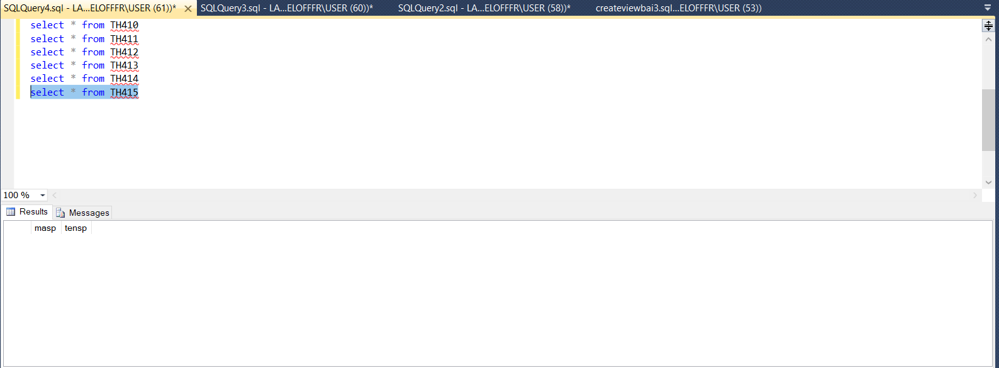 SQLQuery4.sql - LA...ELOFFFR\USER (61))* SQLQuery3.sql - LA...ELOFFFR\USER (60))* SQLQuery2.sql - LA...ELOFFFR\USER (58))* createviewbai3.sql...ELOFFFR\USER (53))
select * from TH410
select * from TH411
select * from TH412
select * from TH413
select * from TH414
select * from TH415
100 %
Results Messages
masp tensp